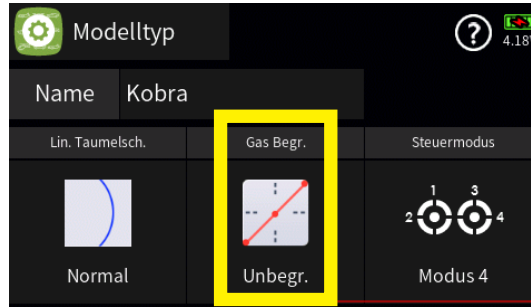 Modelltyp
?
4.18
Name Kobra
Lin. Taumelsch. Gas Begr. Steuermodus
1 3
2 4
Normal Unbegr. Modus 4